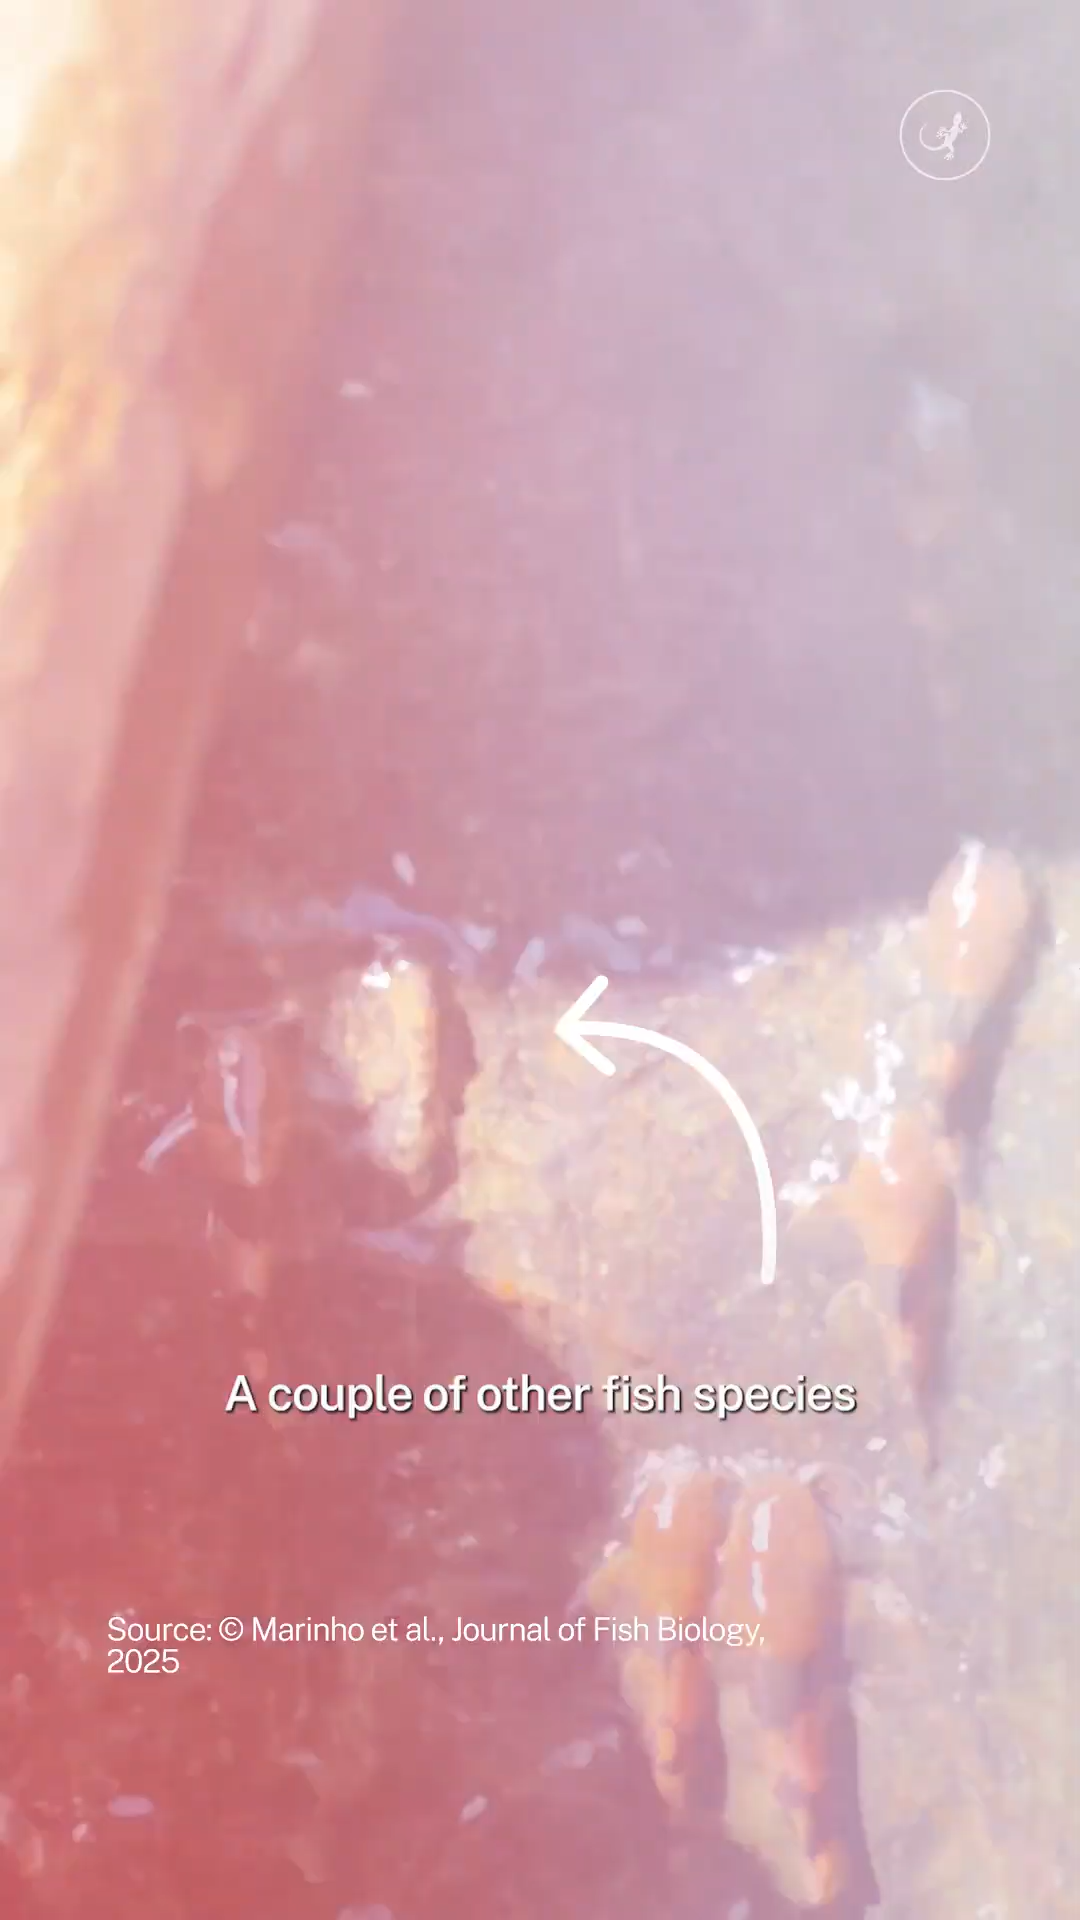 A couple of other fish species
Source: © Marinho et al., Journal of Fish Biology,
2025